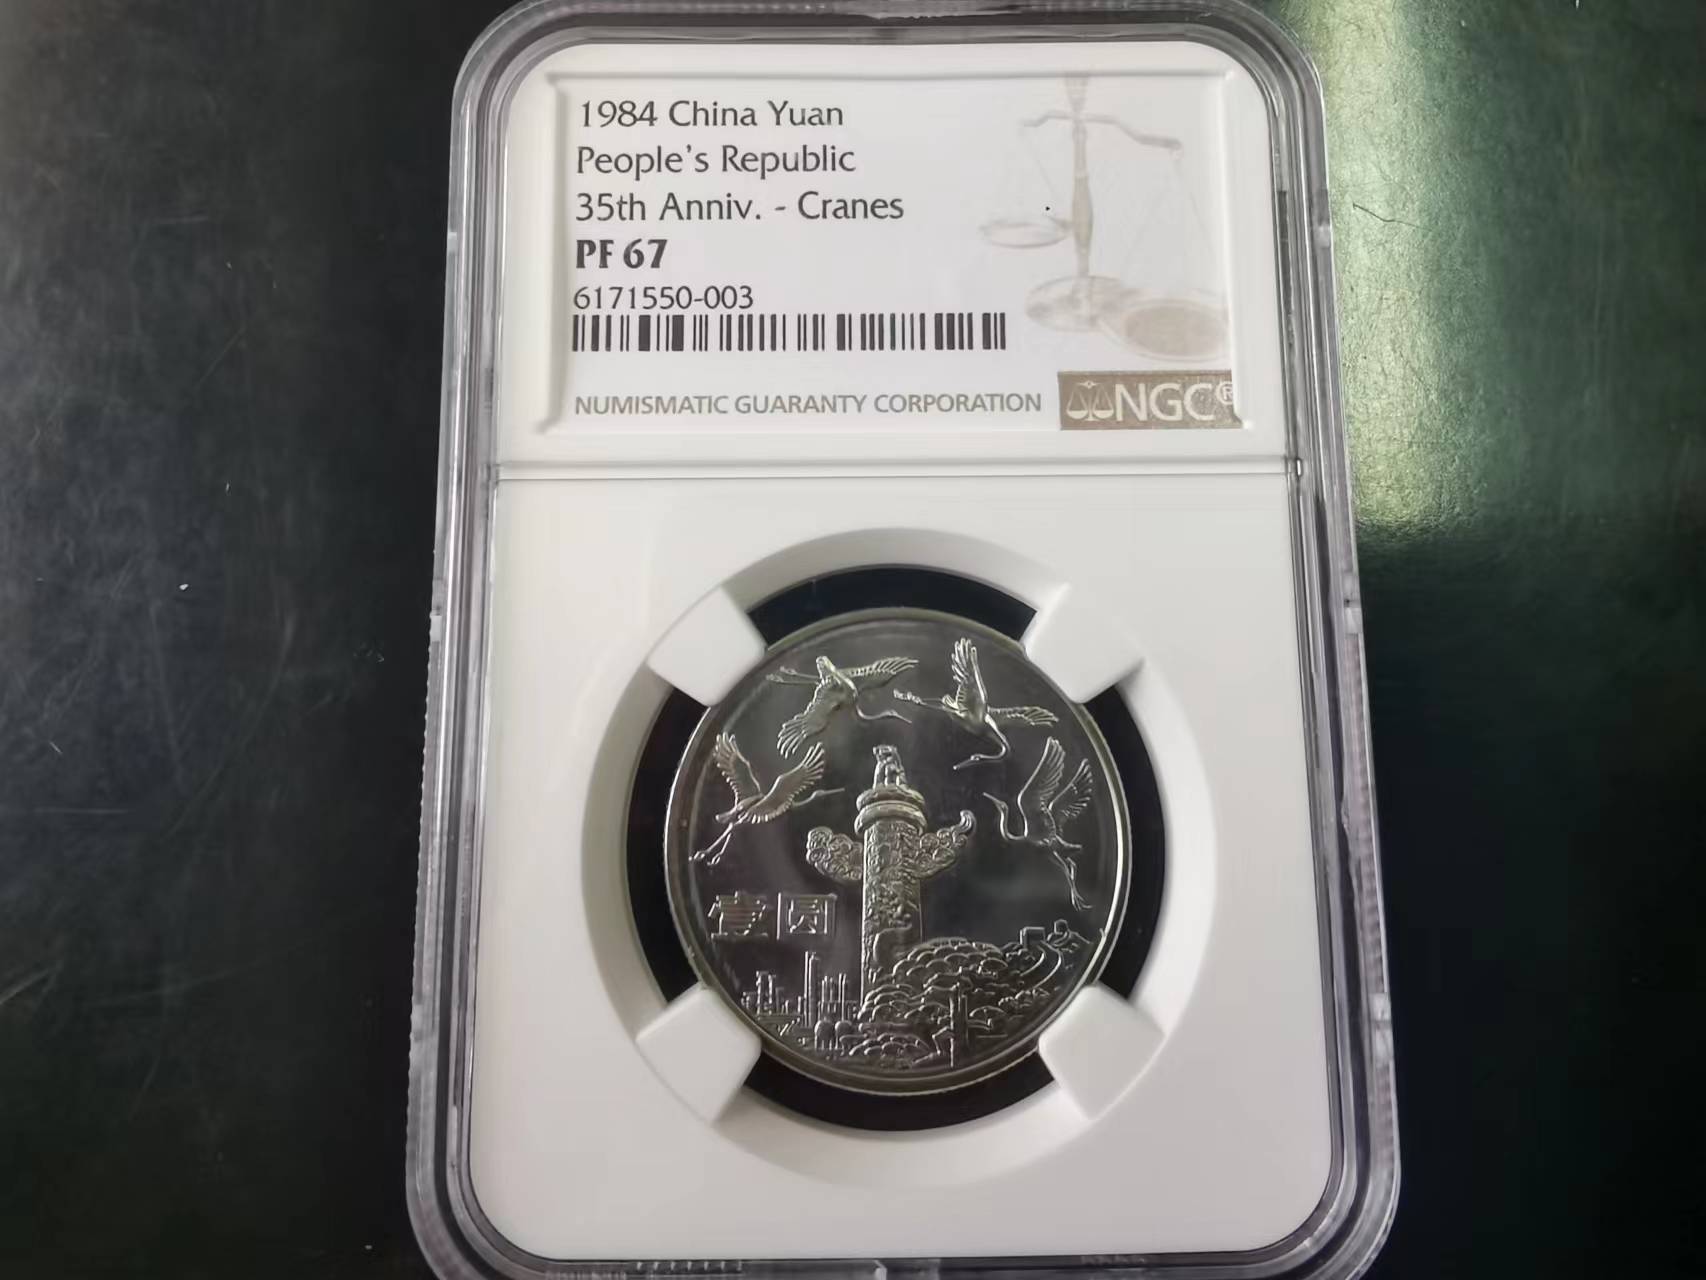 1984 China Yuan
People's Republic
35th Anniv. - Cranes
PF 67
6171550-003
NUMISMATIC GUARANTY CORPORATION
NGC®
壹圆